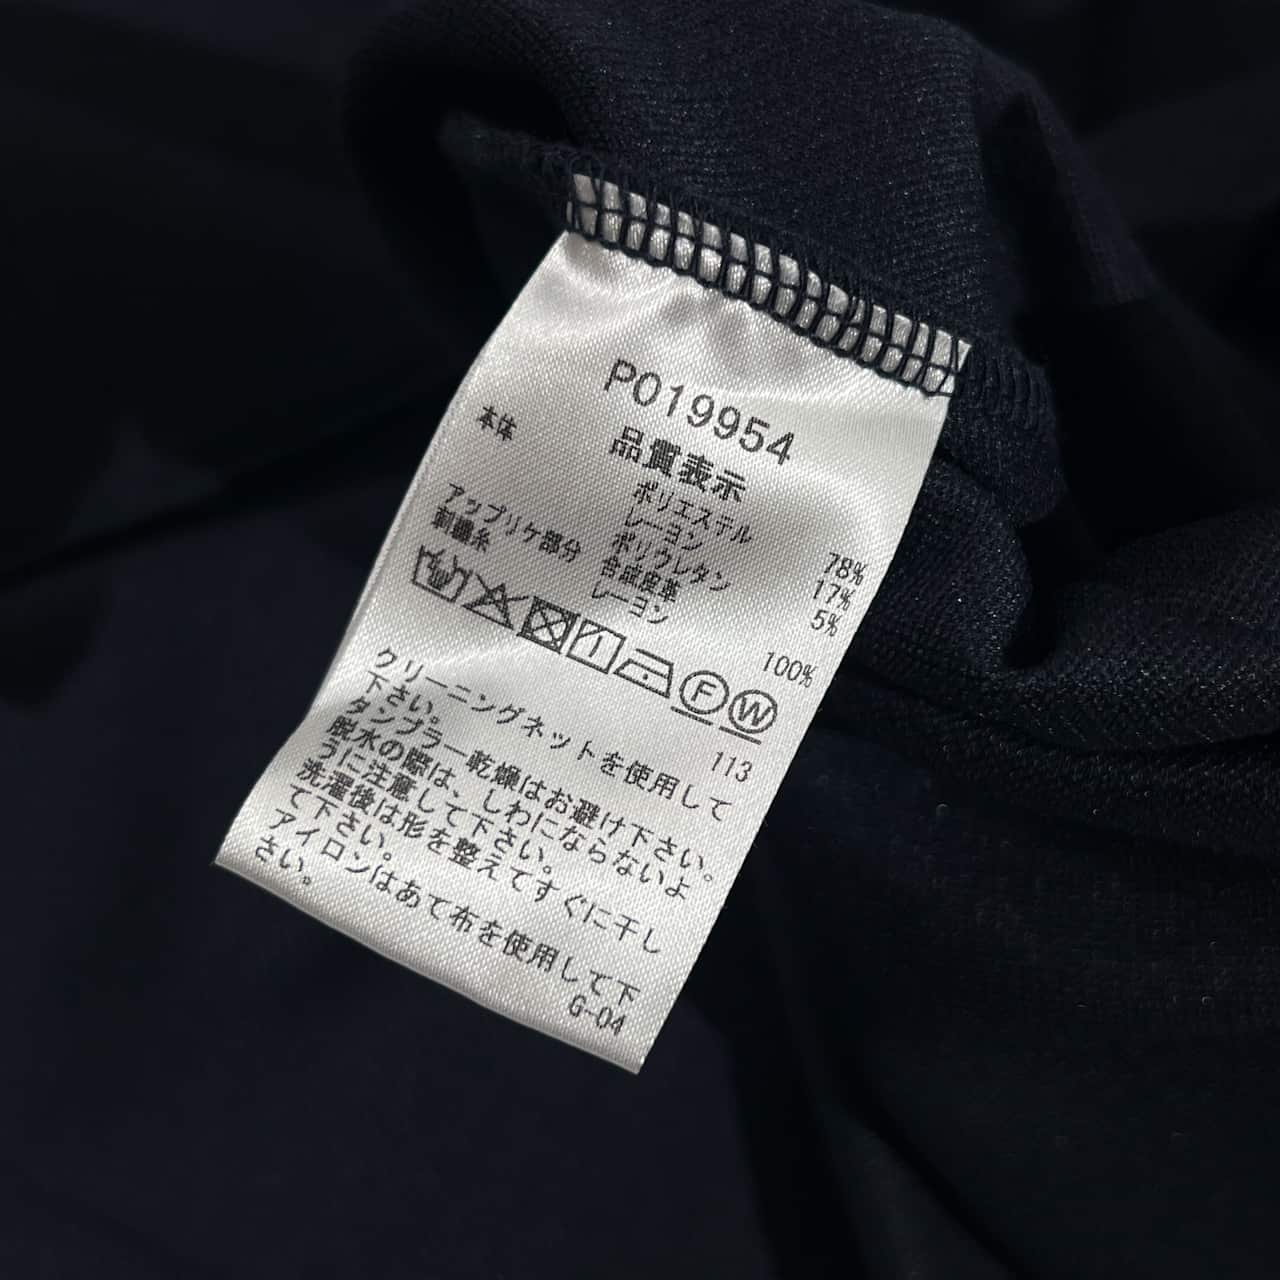 P019954
品質表示
本体 ポリエステル 78%
レーヨン 17%
ポリウレタン 5%
アップリケ部分 合成皮革
刺繍糸 レーヨン 100%
F W
113
クリーニングネットを使用して
下さい。
タンブラー乾燥はお避け下さい。
脱水の際は、しわにならないよ
うに注意して下さい。
洗濯後は形を整えてすぐに干し
て下さい。
アイロンはあて布を使用して下
さい。
G-04